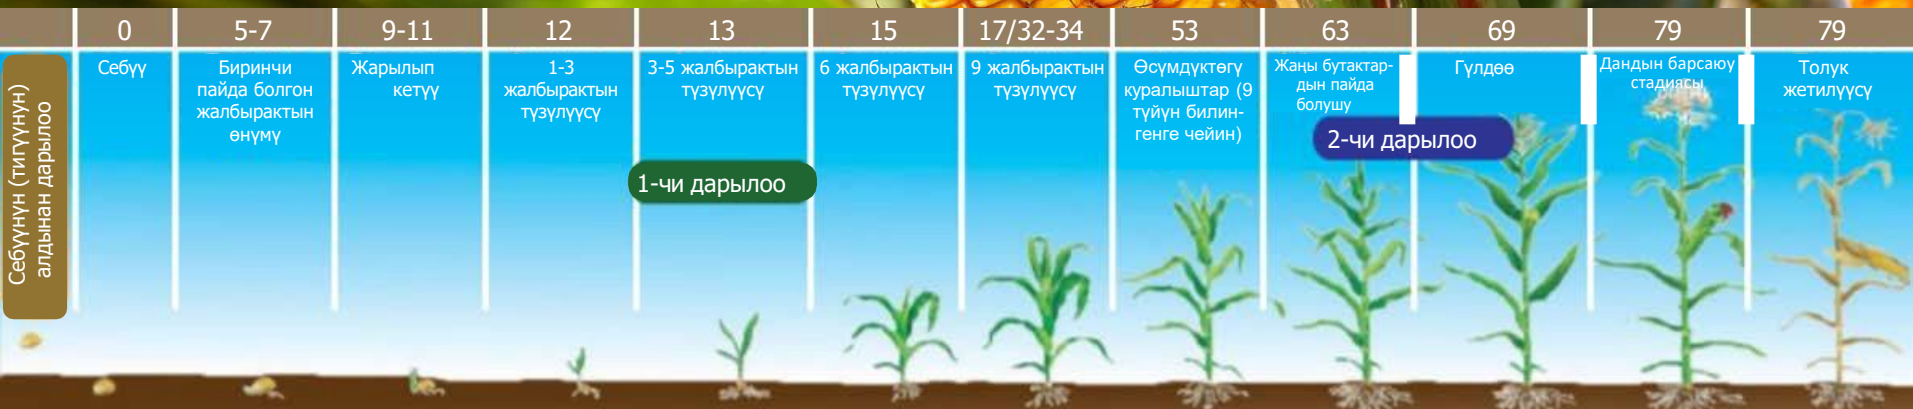 0
5-7
9-11
12
13
15
17/32-34
53
63
69
79
79
Себүүнүн (тигүүнүн)
алдынан дарылоо
Себүү
Биринчи
пайда болгон
жалбырактын
өнүмү
Жарылып
кетүү
1-3
жалбырактын
түзүлүүсү
3-5 жалбырактын
түзүлүүсү
6 жалбырактын
түзүлүүсү
9 жалбырактын
түзүлүүсү
Өсүмдүктөгү
куралыштар (9
түйүн билин-
генге чейин)
Жаңы бутактар-
дын пайда
болушу
Гүлдөө
Дандын барсаюу
стадиясы
Толук
жетилүүсү
1-чи дарылоо
2-чи дарылоо